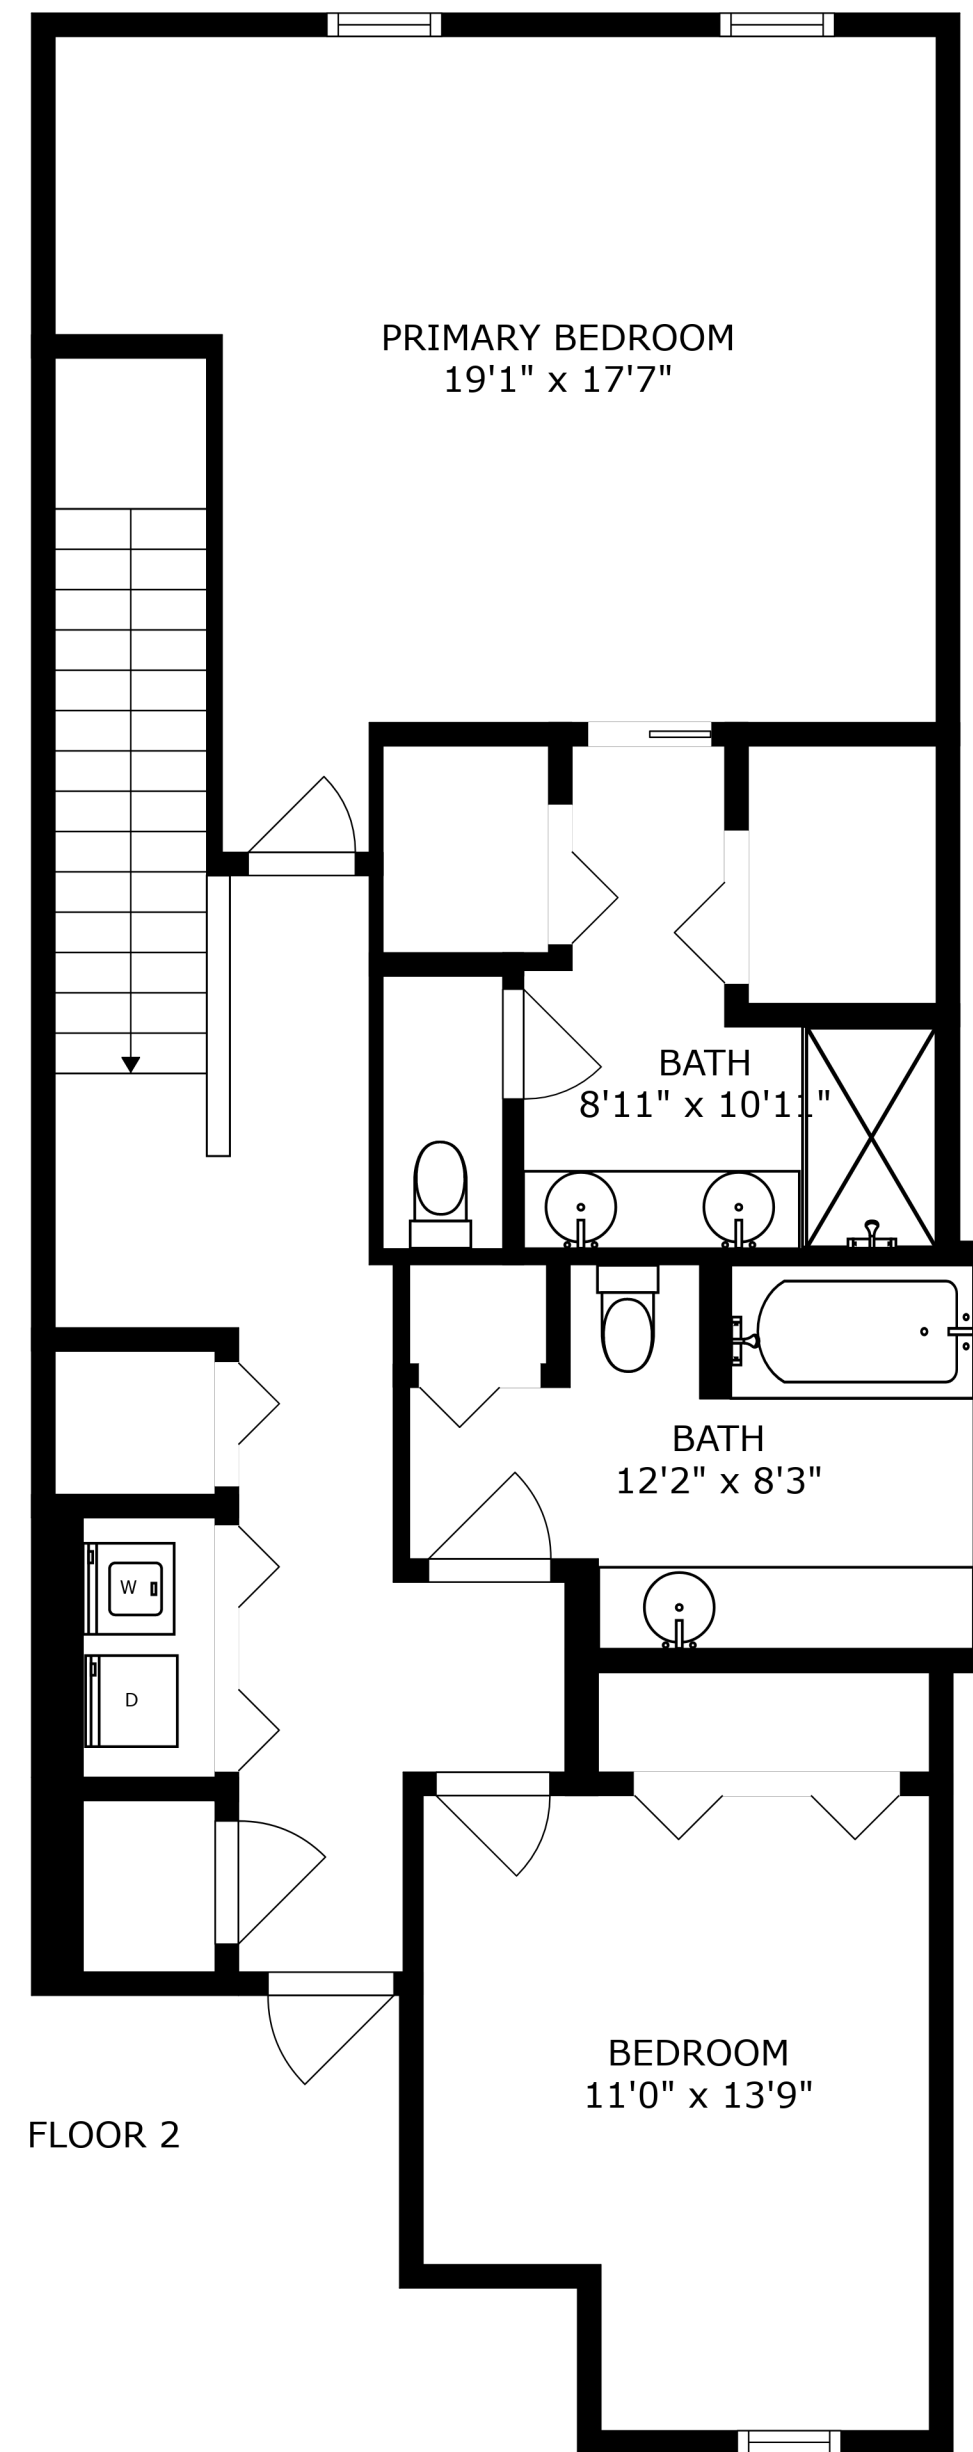 PRIMARY BEDROOM
19'1" x 17'7"
BATH
8'11" x 10'11"
BATH
12'2" x 8'3"
W
D
BEDROOM
11'0" x 13'9"
FLOOR 2